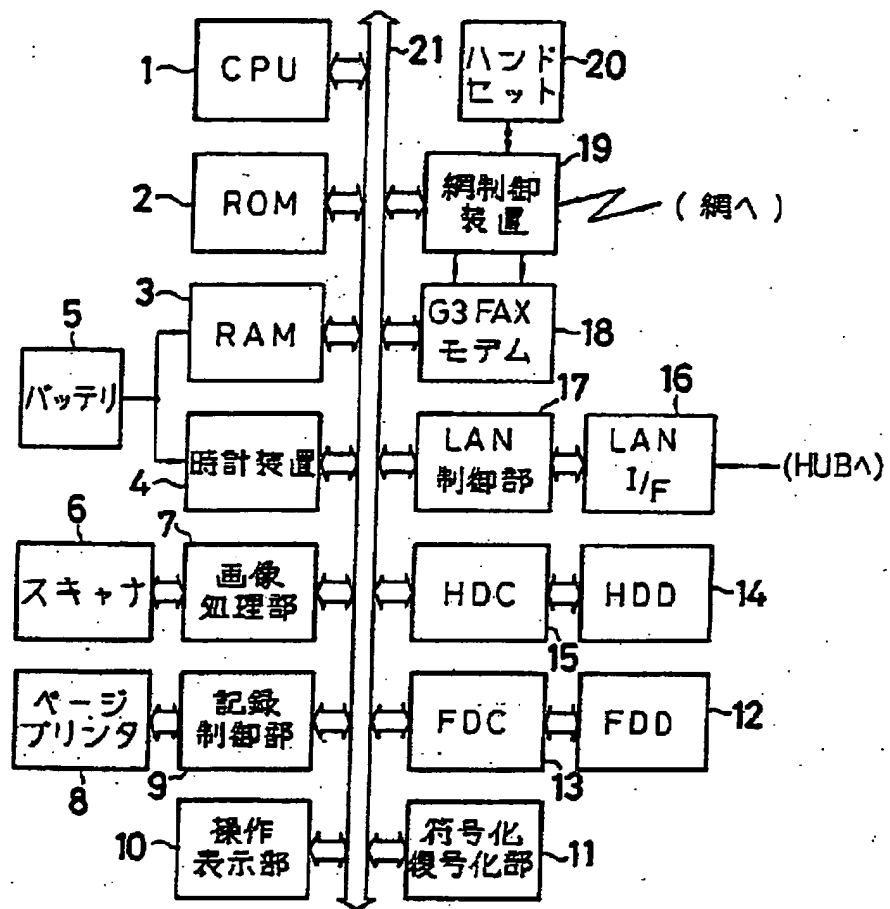 1
CPU
21
ハンド
セット
20
2
ROM
19
網制御
装置
(網へ)
3
RAM
G3 FAX
モデム
18
5
バッテリ
4
時計装置
17
LAN
制御部
16
LAN
I/F
(HUBへ)
6
スキャナ
7
画像
処理部
HDC
15
HDD
14
ページ
プリンタ
8
記録
制御部
9
FDC
13
FDD
12
10
操作
表示部
符号化
復号化部
11